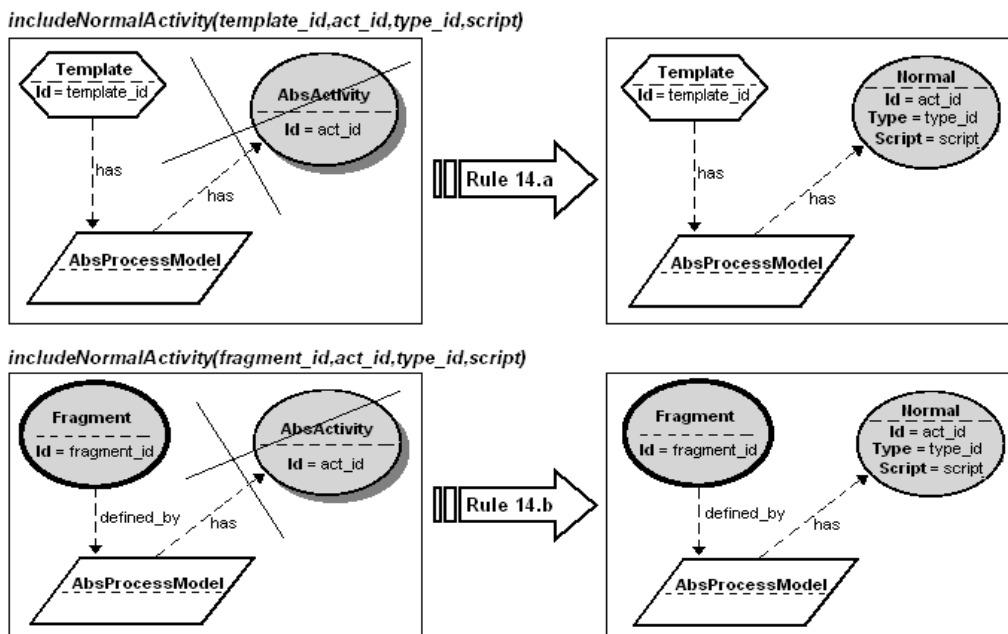 includeNormalActivity(template_id,act_id,type_id,script)
Template
Id = template_id
has
AbsActivity
Id = act_id
has
AbsProcessModel
Rule 14.a
Template
Id = template_id
has
Normal
Id = act_id
Type = type_id
Script = script
has
AbsProcessModel
includeNormalActivity(fragment_id,act_id,type_id,script)
Fragment
Id = fragment_id
defined_by
AbsActivity
Id = act_id
has
AbsProcessModel
Rule 14.b
Fragment
Id = fragment_id
defined_by
Normal
Id = act_id
Type = type_id
Script = script
has
AbsProcessModel